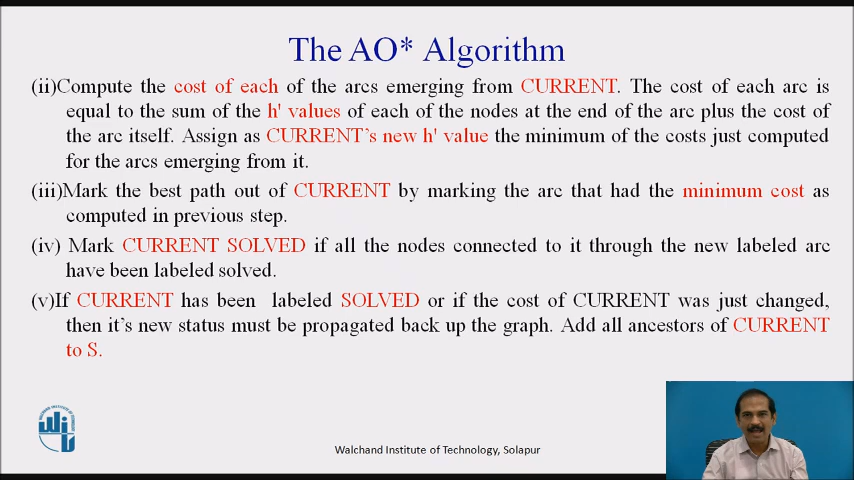 The AO* Algorithm
(ii)Compute the cost of each of the arcs emerging from CURRENT. The cost of each arc is
equal to the sum of the h' values of each of the nodes at the end of the arc plus the cost of
the arc itself. Assign as CURRENT's new h' value the minimum of the costs just computed
for the arcs emerging from it.
(iii)Mark the best path out of CURRENT by marking the arc that had the minimum cost as
computed in previous step.
(iv) Mark CURRENT SOLVED if all the nodes connected to it through the new labeled arc
have been labeled solved.
(v)If CURRENT has been labeled SOLVED or if the cost of CURRENT was just changed,
then it's new status must be propagated back up the graph. Add all ancestors of CURRENT
to S.
Walchand Institute of Technology, Solapur